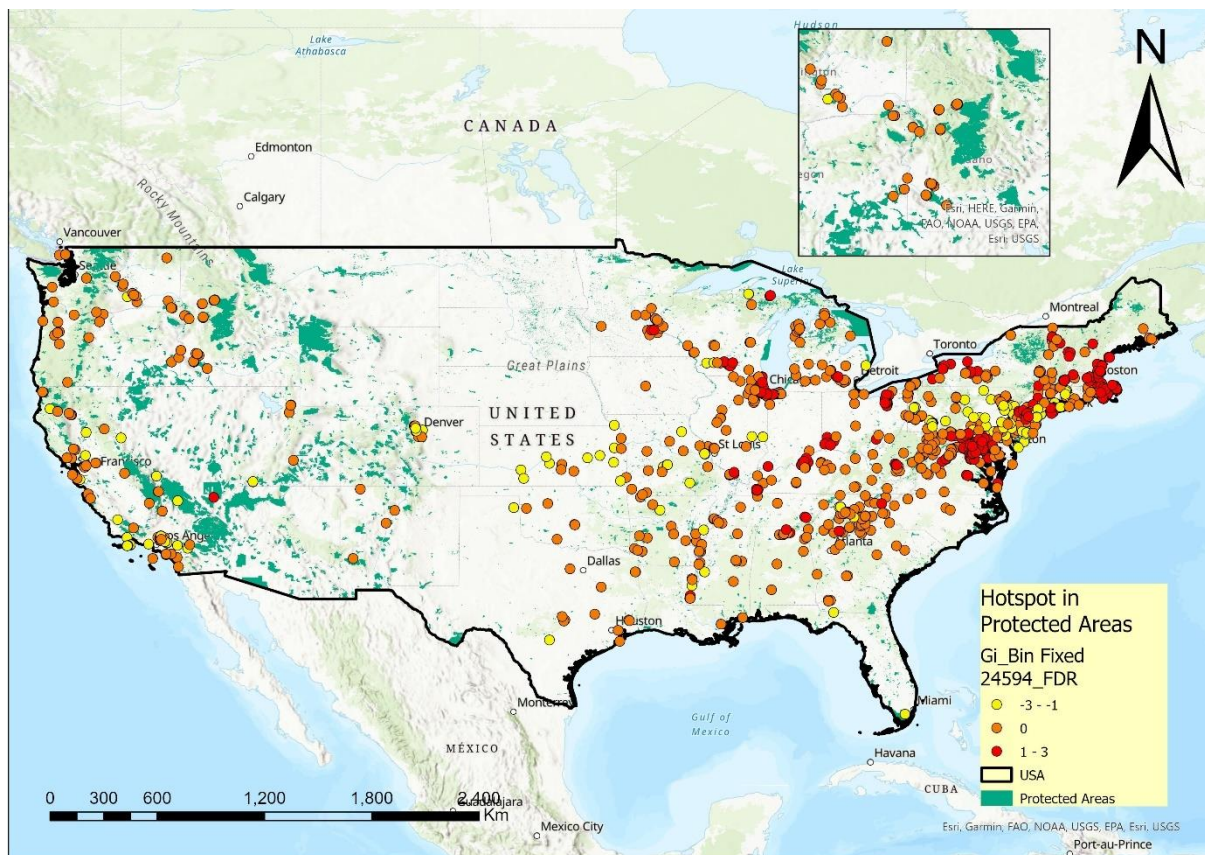 Hudson
Lake
Athabasca
N
CANADA
Edmonton
Rocky Mountains
Calgary
Esri, HERE, Garmin,
FAO, NOAA, USGS, EPA,
Esri, USGS
Vancouver
Lake
Superior
Montreal
Toronto
Great Plains
Detroit
Boston
UNITED
STATES
Denver
St Louis
Francisco
Los Angeles
Atlanta
Dallas
Houston
Miami
Monterrey
Gulf of
Mexico
MÉXICO
Havana
CUBA
Hotspot in
Protected Areas
Gi_Bin Fixed
24594_FDR
-3 - -1
0
1 - 3
USA
Protected Areas
0 300 600 1,200 1,800 2,400
Km
Guadalajara
Mexico City
Esri, Garmin, FAO, NOAA, USGS, EPA, Esri, USGS
Port-au-Prince